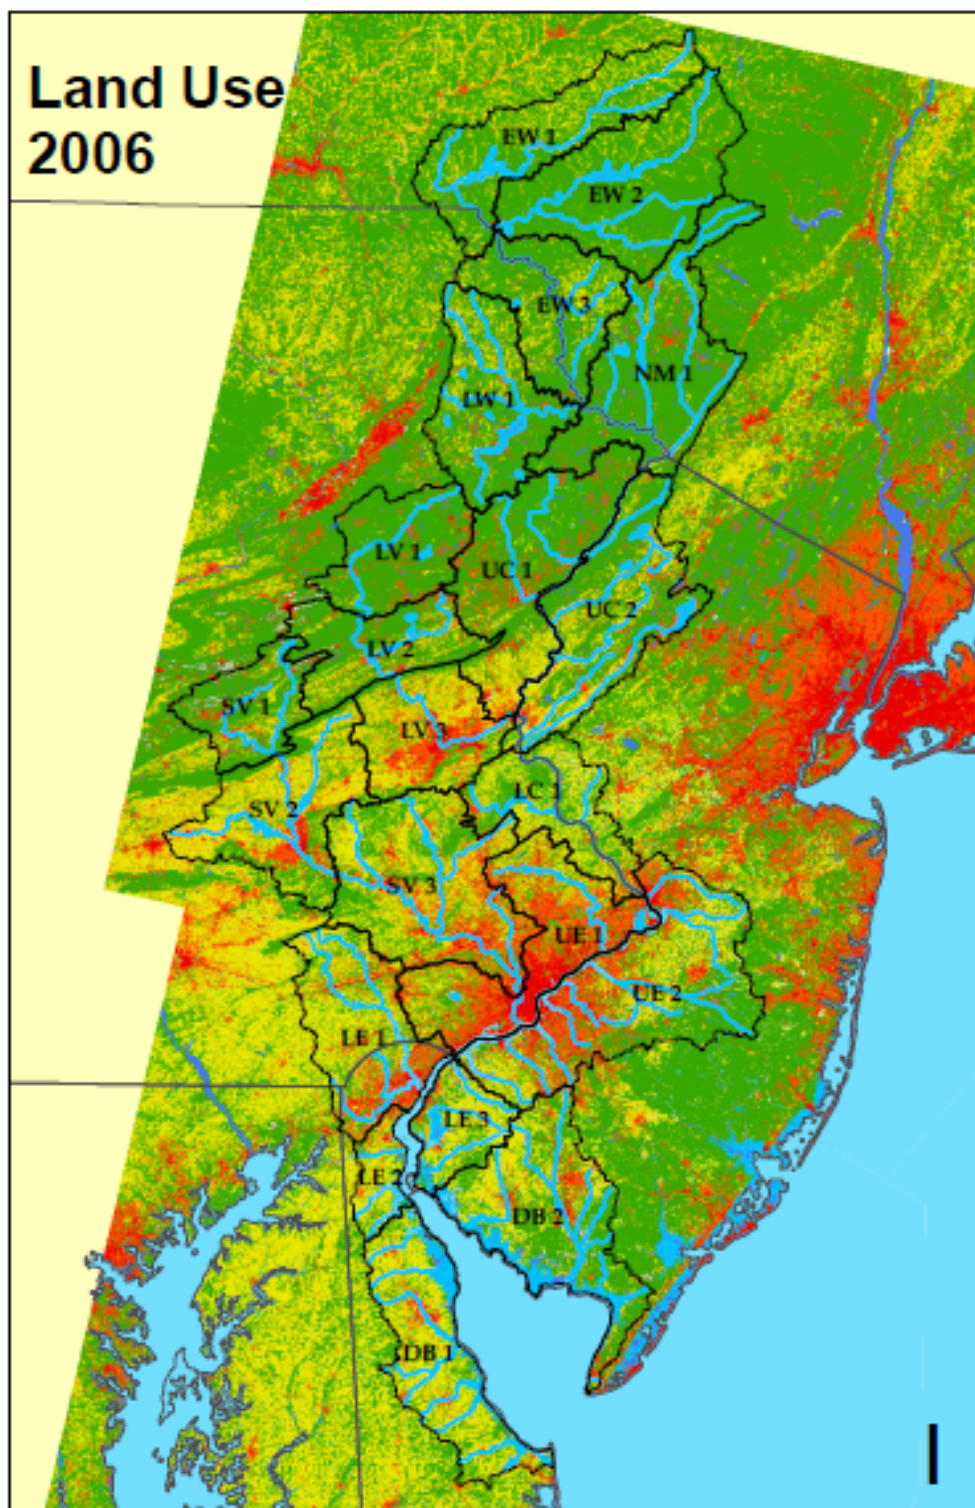 Land Use
2006
EW 1
EW 2
EW 3
NM 1
LW 1
LV 1
UC 1
UC 2
LV 2
SV 1
LV 3
LC 1
SV 2
SV 3
UE 1
UE 2
LE 1
LE 3
LE 2
DB 2
DB 1